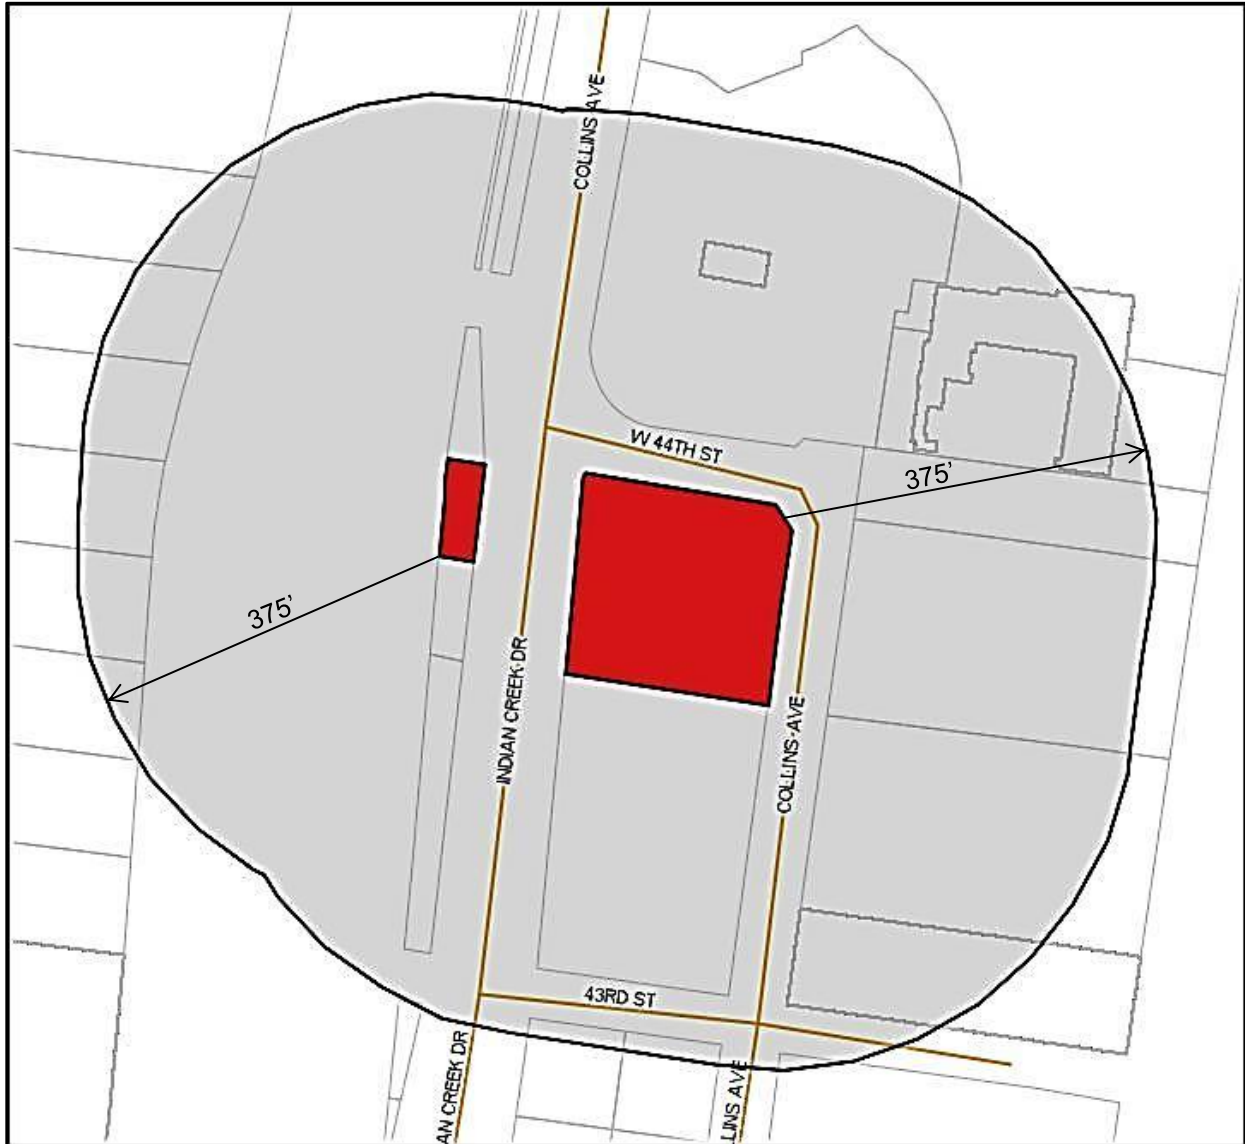 COLLINS AVE
W 44TH ST
375'
375'
INDIAN CREEK DR
COLLINS AVE
43RD ST
AN CREEK DR
LLINS AVE